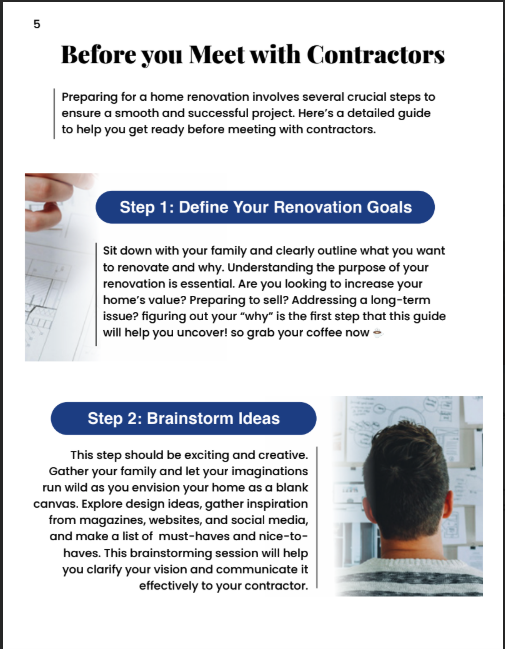 5
Before you Meet with Contractors
Preparing for a home renovation involves several crucial steps to
ensure a smooth and successful project. Here's a detailed guide
to help you get ready before meeting with contractors.
Step 1: Define Your Renovation Goals
Sit down with your family and clearly outline what you want
to renovate and why. Understanding the purpose of your
renovation is essential. Are you looking to increase your
home's value? Preparing to sell? Addressing a long-term
issue? figuring out your “why” is the first step that this guide
will help you uncover! so grab your coffee now ☕
Step 2: Brainstorm Ideas
This step should be exciting and creative.
Gather your family and let your imaginations
run wild as you envision your home as a blank
canvas. Explore design ideas, gather inspiration
from magazines, websites, and social media,
and make a list of must-haves and nice-to-
haves. This brainstorming session will help
you clarify your vision and communicate it
effectively to your contractor.